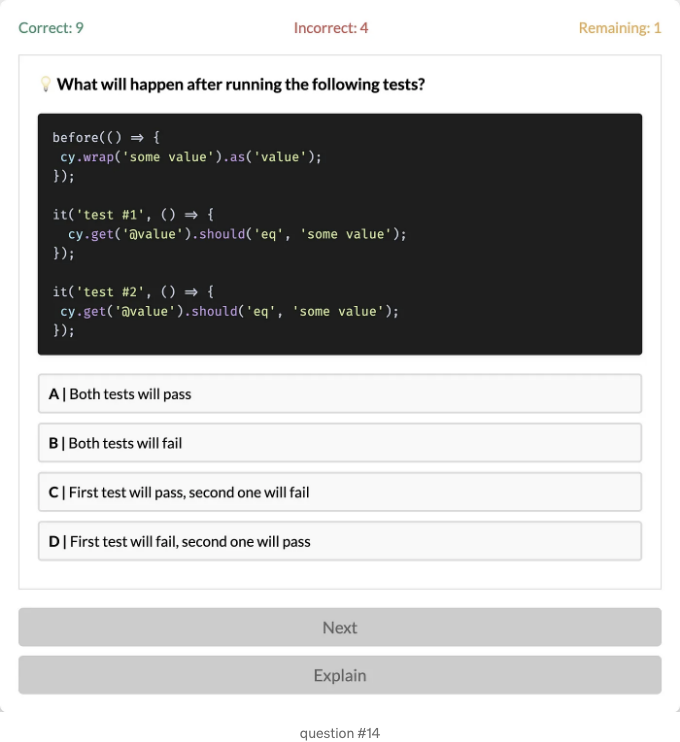 Correct: 9
Incorrect: 4
Remaining: 1
What will happen after running the following tests?
before(() => {
cy.wrap('some value').as('value');
});
it('test #1', () => {
cy.get('@value').should('eq', 'some value');
});
it('test #2', () => {
cy.get('@value').should('eq', 'some value');
});
A | Both tests will pass
B | Both tests will fail
C | First test will pass, second one will fail
D | First test will fail, second one will pass
Next
Explain
question #14